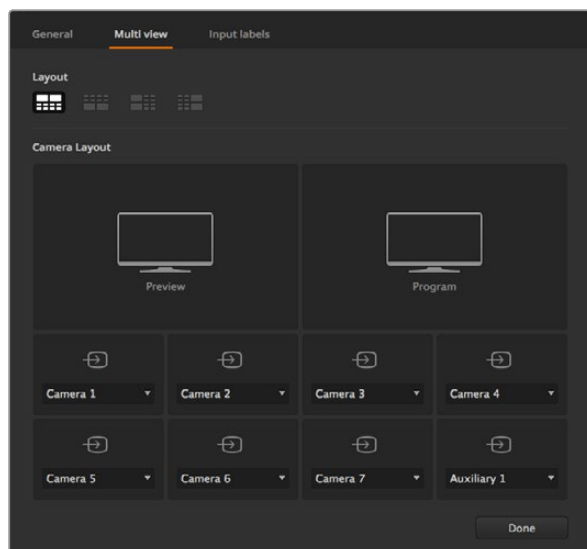 General Multi view Input labels
Layout
Camera Layout
Preview Program
Camera 1 Camera 2 Camera 3 Camera 4
Camera 5 Camera 6 Camera 7 Auxiliary 1
Done